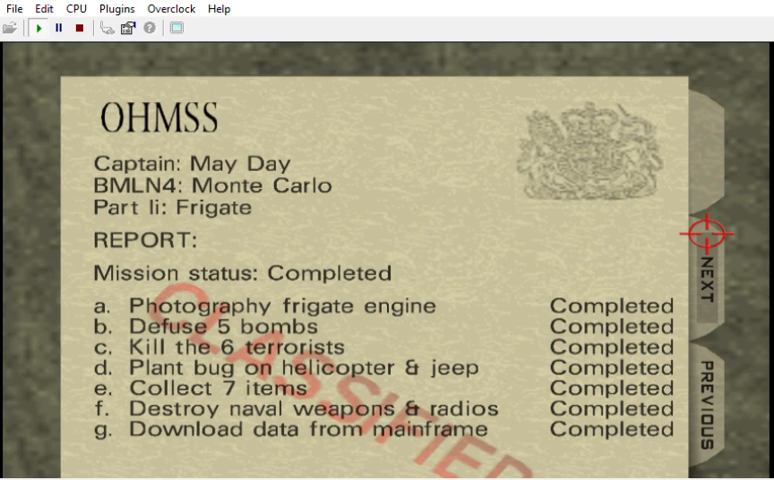 File Edit CPU Plugins Overclock Help
OHMSS
Captain: May Day
BMLN4: Monte Carlo
Part Ii: Frigate
REPORT:
Mission status: Completed
a. Photography frigate engine Completed
b. Defuse 5 bombs Completed
c. Kill the 6 terrorists Completed
d. Plant bug on helicopter & jeep Completed
e. Collect 7 items Completed
f. Destroy naval weapons & radios Completed
g. Download data from mainframe Completed
CLASSIFIED
NEXT
PREVIOUS